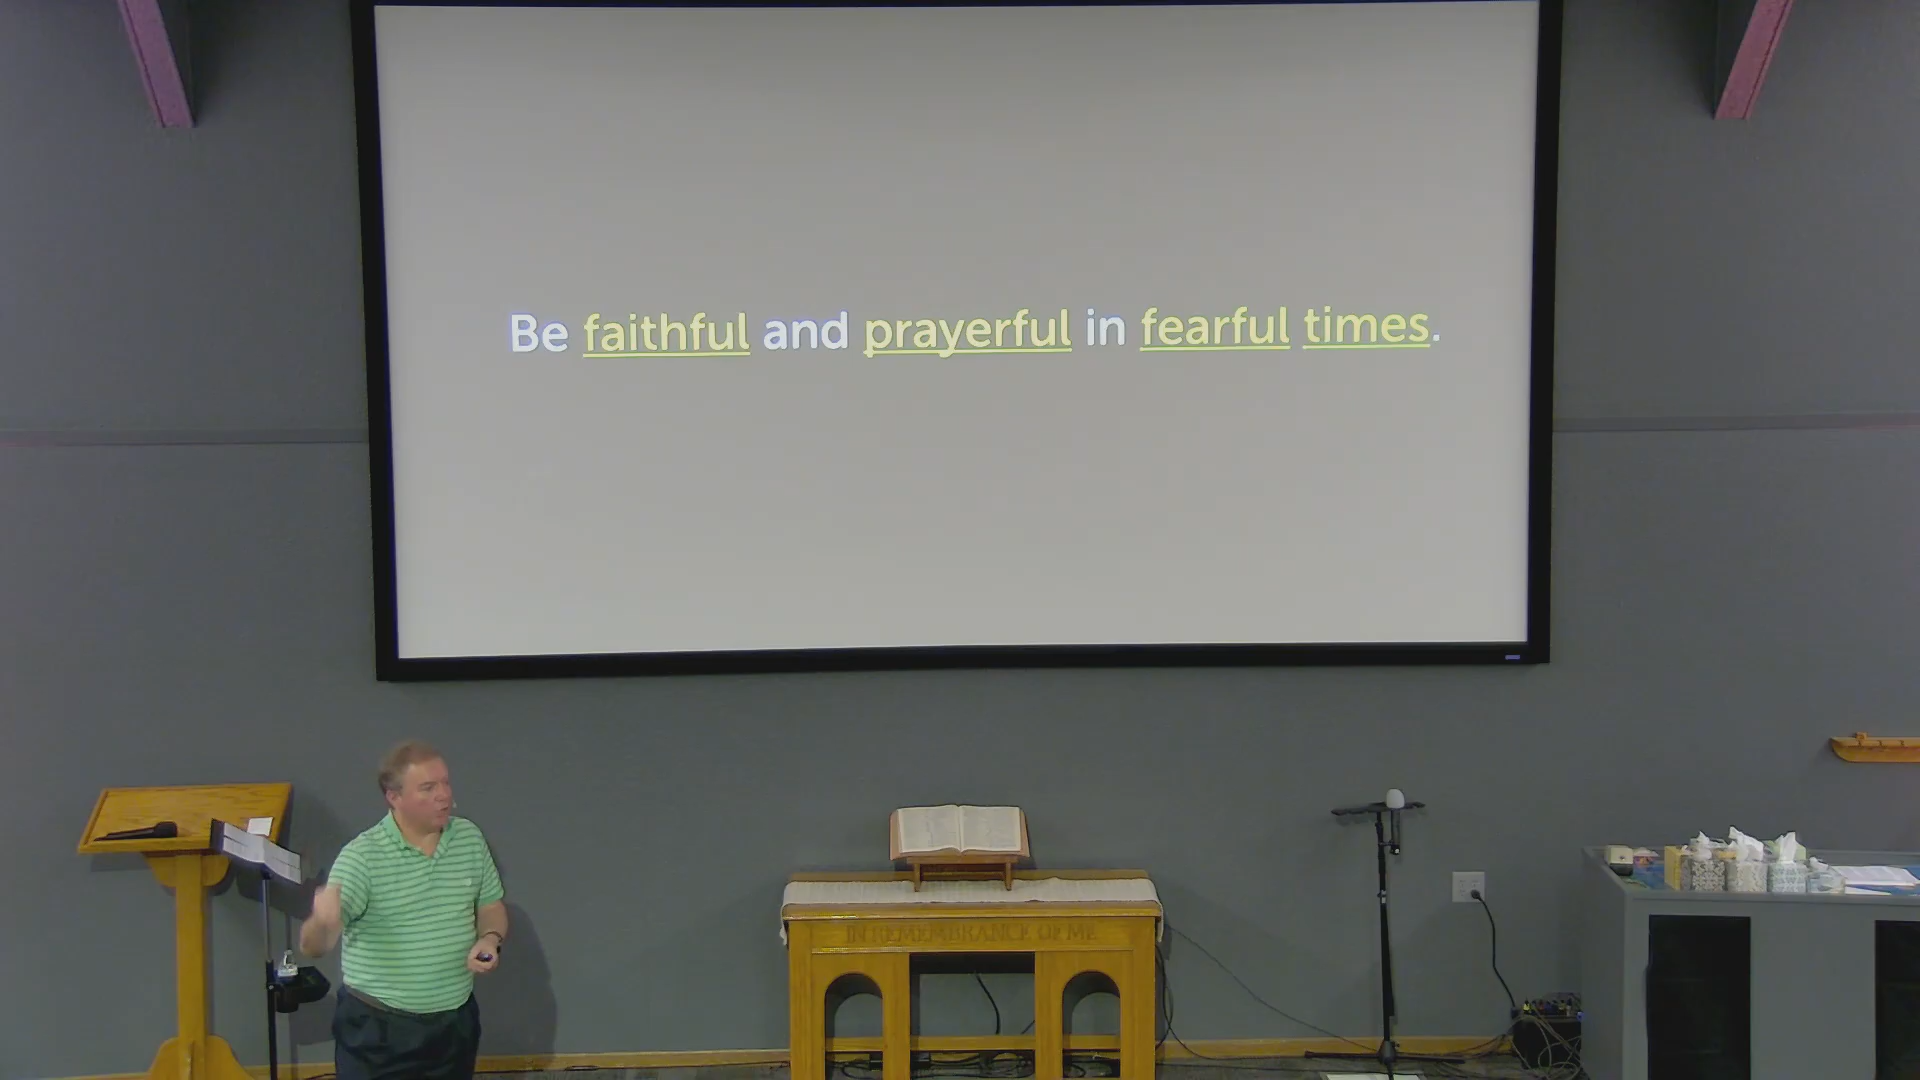 Be faithful and prayerful in fearful times.
IN REMEMBRANCE OF ME